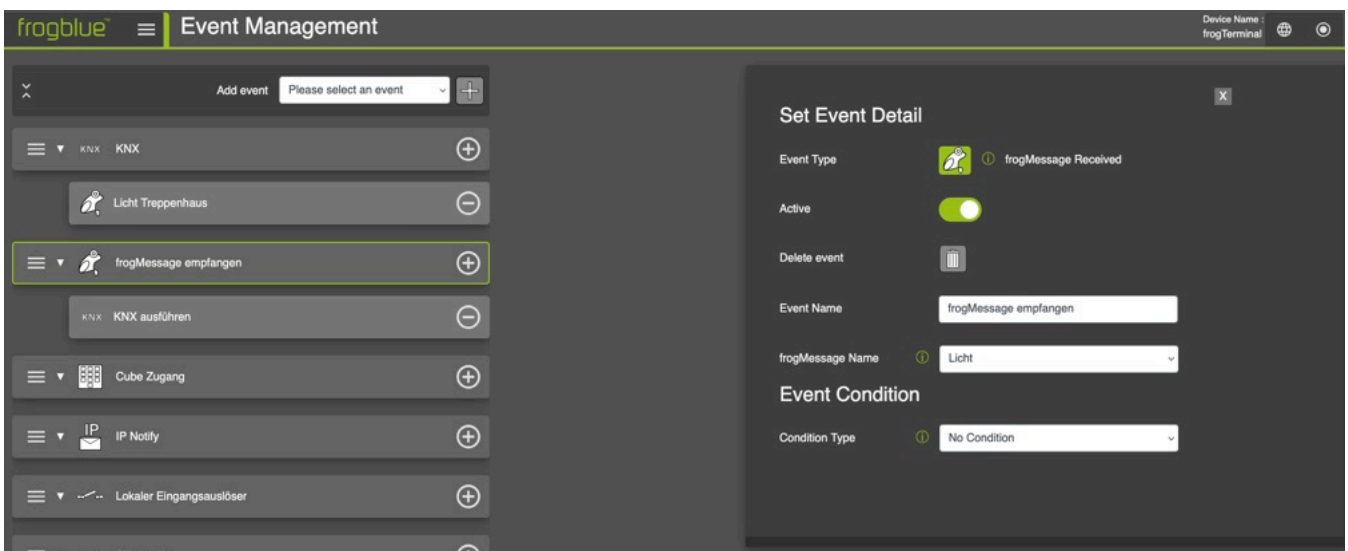 frogblue™
Event Management
Device Name :
frogTerminal
Add event
Please select an event
KNX KNX
Licht Treppenhaus
frogMessage empfangen
KNX KNX ausführen
Cube Zugang
IP
IP Notify
Lokaler Eingangsauslöser
X
Set Event Detail
Event Type
frogMessage Received
Active
Delete event
Event Name
frogMessage empfangen
frogMessage Name
Licht
Event Condition
Condition Type
No Condition